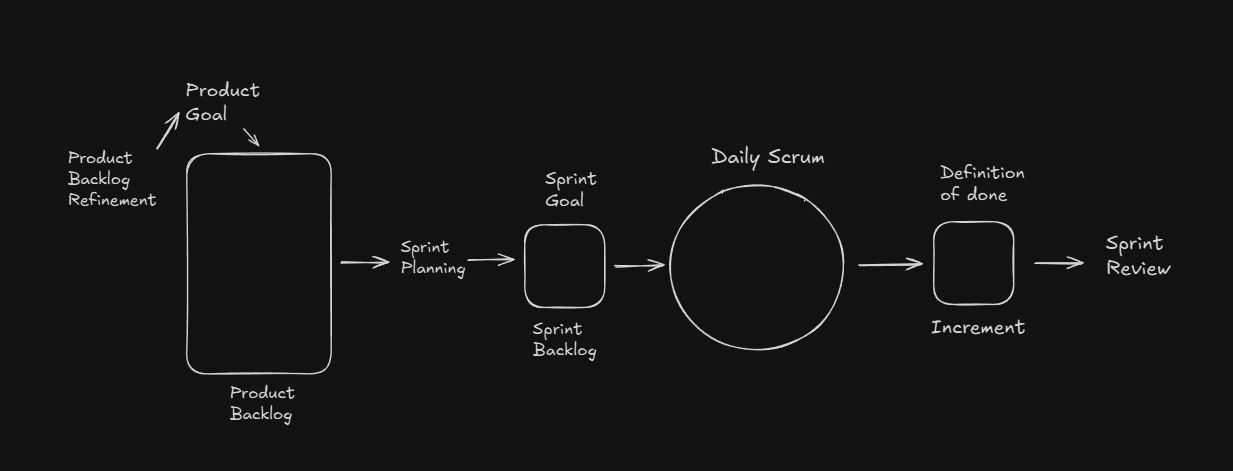 Product
Goal
Product
Backlog
Refinement
Product
Backlog
Sprint
Planning
Sprint
Goal
Sprint
Backlog
Daily Scrum
Definition
of done
Increment
Sprint
Review